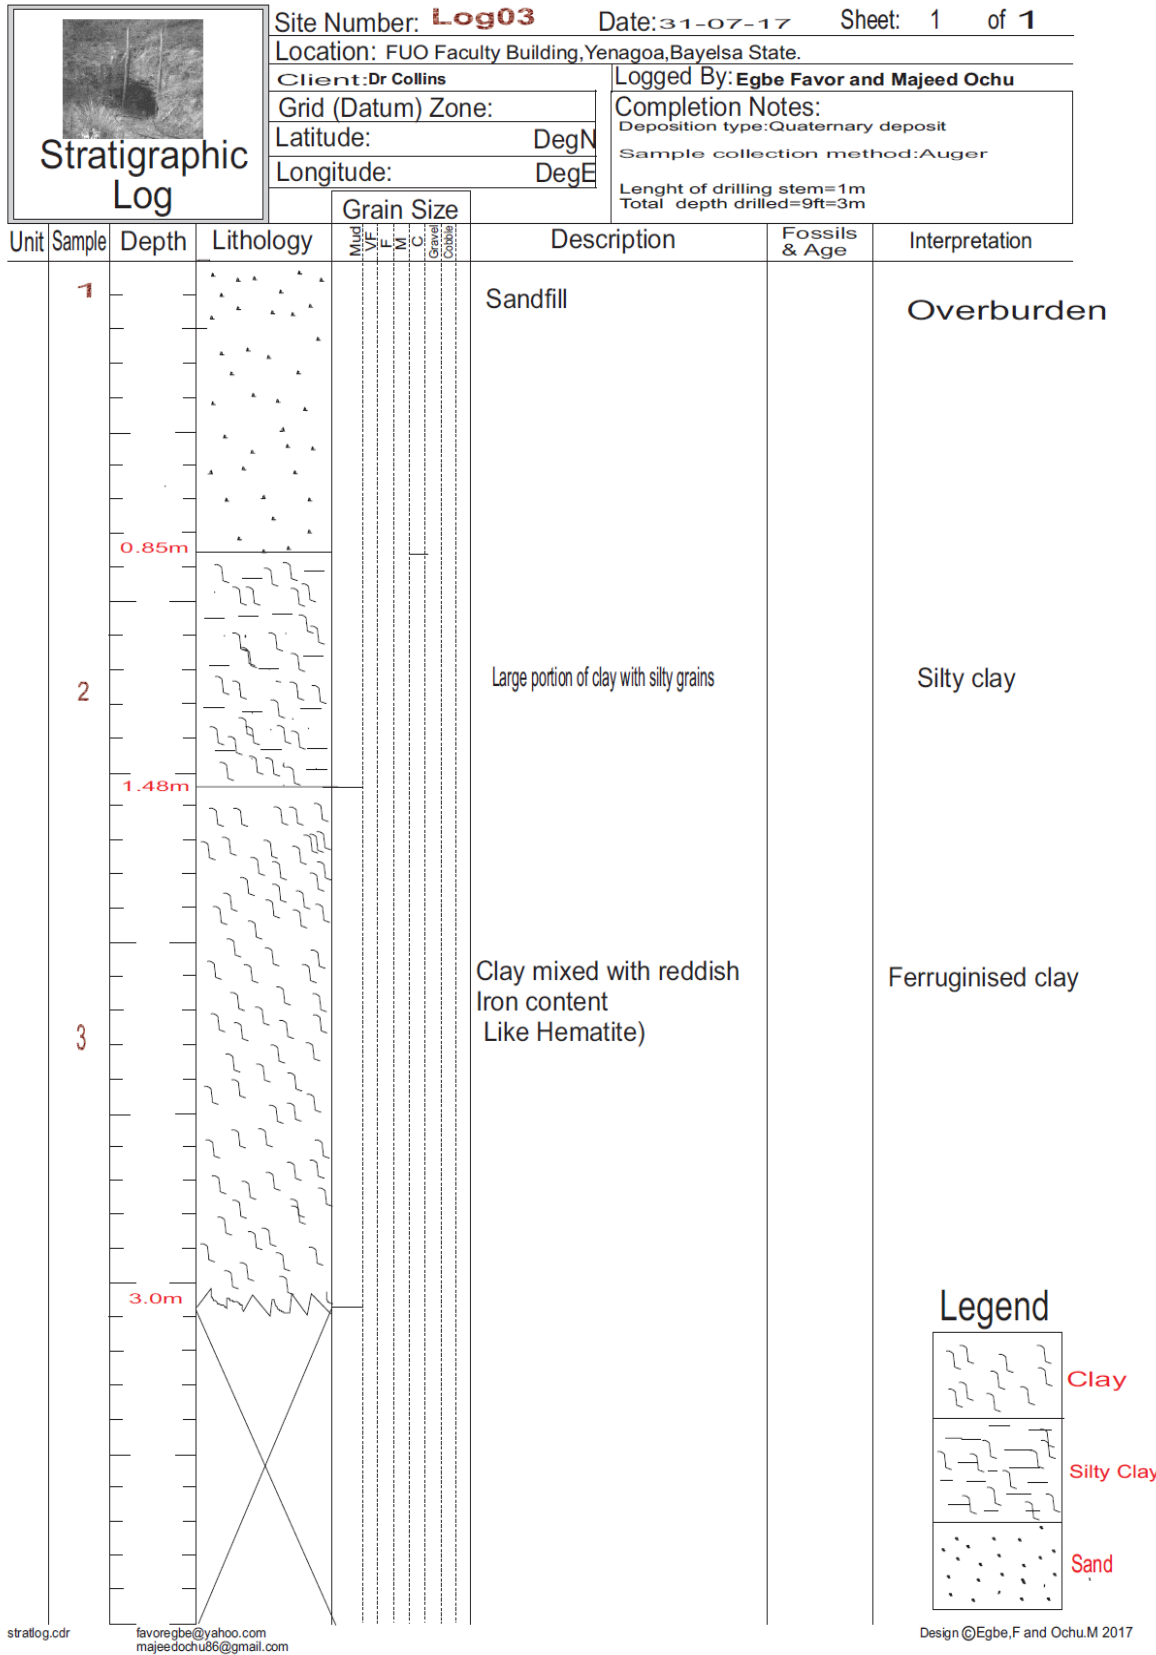 Stratigraphic
Log
Site Number: Log03 Date:31-07-17 Sheet: 1 of 1
Location: FUO Faculty Building,Yenagoa,Bayelsa State.
Client:Dr Collins
Logged By: Egbe Favor and Majeed Ochu
Grid (Datum) Zone:
Latitude: DegN
Longitude: DegE
Completion Notes:
Deposition type:Quaternary deposit
Sample collection method:Auger
Lenght of drilling stem=1m
Total depth drilled=9ft=3m
Grain Size
Unit Sample Depth Lithology Mud VF F M C Gravel Cobble Description Fossils & Age Interpretation
1 Sandfill Overburden
0.85m
2 Large portion of clay with silty grains Silty clay
1.48m
3 Clay mixed with reddish Ferruginised clay
Iron content
Like Hematite)
3.0m
Legend
Clay
Silty Clay
Sand
stratlog.cdr
favoregbe@yahoo.com
majeedochu86@gmail.com
Design ©Egbe,F and Ochu.M 2017